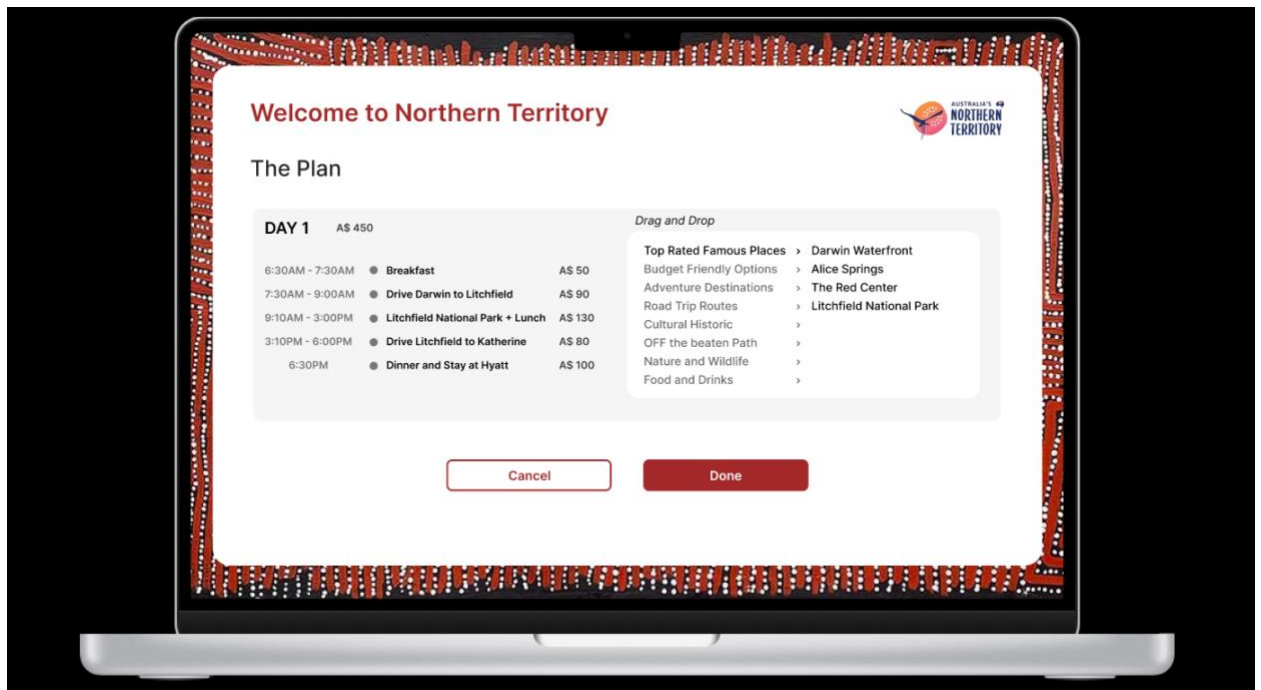 Welcome to Northern Territory
AUSTRALIA'S
NORTHERN
TERRITORY
The Plan
DAY 1 A$ 450
6:30AM - 7:30AM Breakfast A$ 50
7:30AM - 9:00AM Drive Darwin to Litchfield A$ 90
9:10AM - 3:00PM Litchfield National Park + Lunch A$ 130
3:10PM - 6:00PM Drive Litchfield to Katherine A$ 80
6:30PM Dinner and Stay at Hyatt A$ 100
Drag and Drop
Top Rated Famous Places › Darwin Waterfront
Budget Friendly Options › Alice Springs
Adventure Destinations › The Red Center
Road Trip Routes › Litchfield National Park
Cultural Historic ›
OFF the beaten Path ›
Nature and Wildlife ›
Food and Drinks ›
Cancel Done